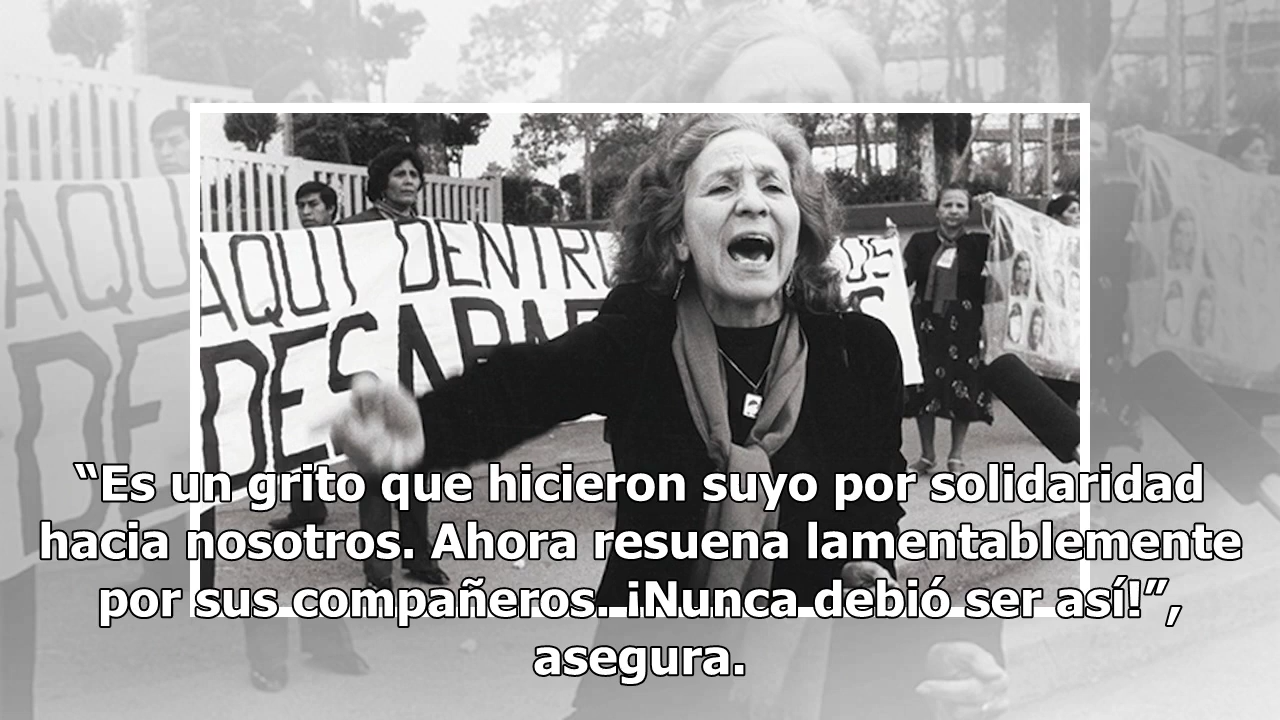 AQUI DENTRO
DESAPAR
“Es un grito que hicieron suyo por solidaridad
hacia nosotros. Ahora resuena lamentablemente
por sus compañeros. ¡Nunca debió ser así!”,
asegura.